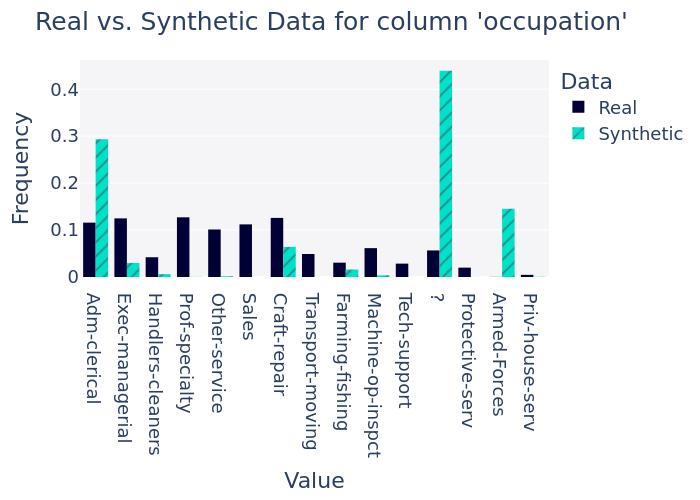 Real vs. Synthetic Data for column 'occupation'
Data
Real
Synthetic
Frequency
0.4
0.3
0.2
0.1
0
Adm-clerical
Exec-managerial
Handlers-cleaners
Prof-specialty
Other-service
Sales
Craft-repair
Transport-moving
Farming-fishing
Machine-op-inspct
Tech-support
?
Protective-serv
Armed-Forces
Priv-house-serv
Value